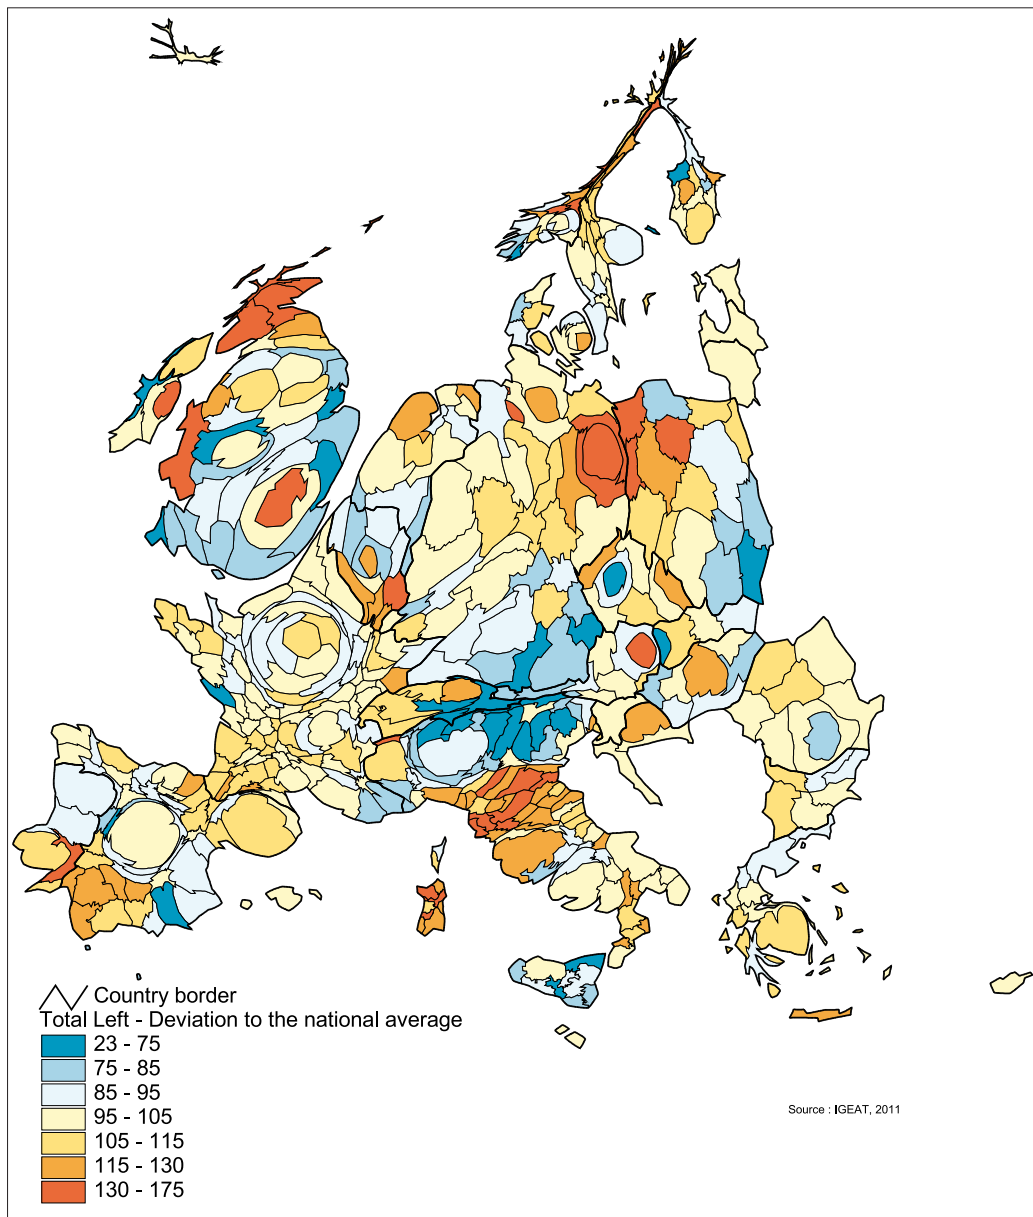 Country border
Total Left - Deviation to the national average
23 - 75
75 - 85
85 - 95
95 - 105
105 - 115
115 - 130
130 - 175
Source : IGEAT, 2011